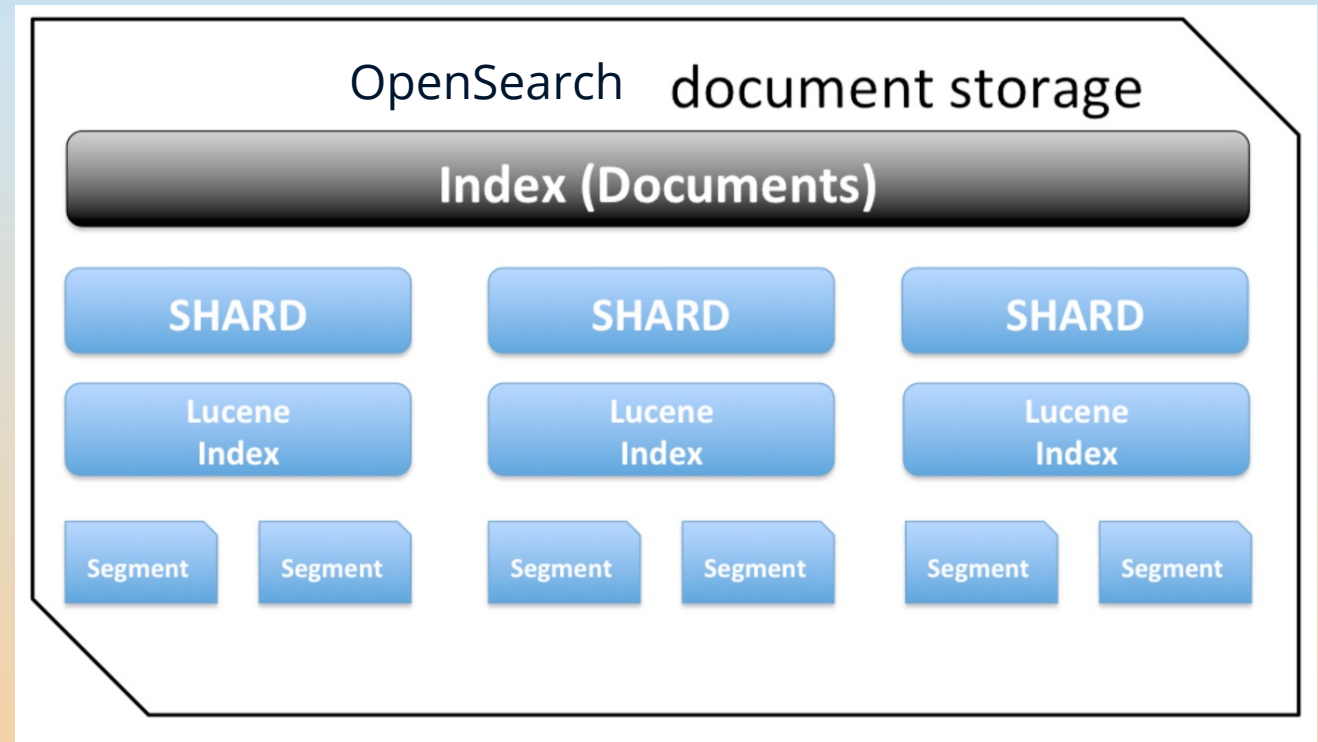 OpenSearch document storage
Index (Documents)
SHARD SHARD SHARD
Lucene Lucene Lucene
Index Index Index
Segment Segment Segment Segment Segment Segment